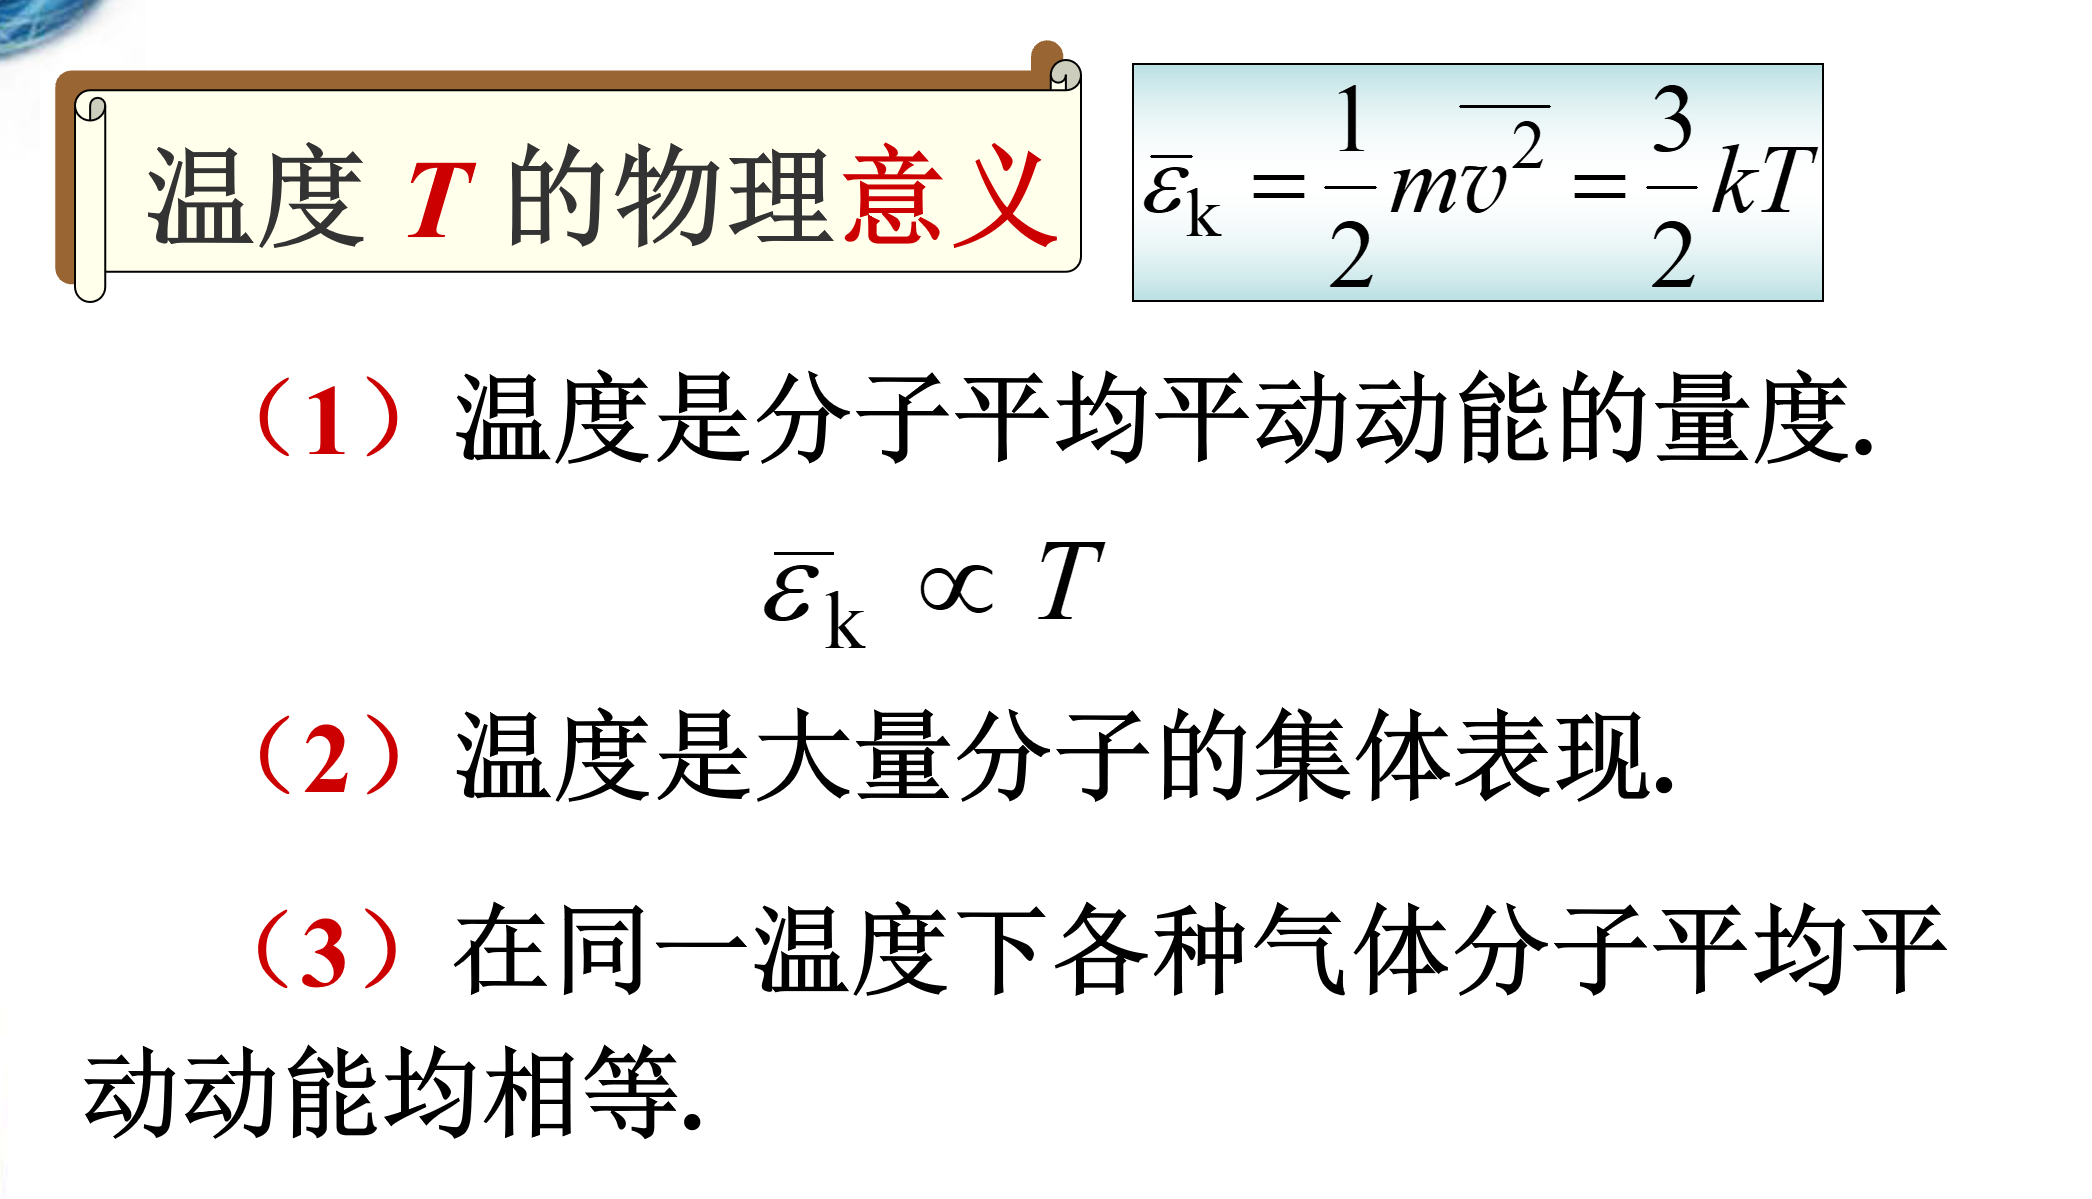 温度 T 的物理意义
ε̄ₖ = 1/2 m v̄² = 3/2 kT
（1）温度是分子平均平动动能的量度.
ε̄ₖ ∝ T
（2）温度是大量分子的集体表现.
（3）在同一温度下各种气体分子平均平
动动能均相等.